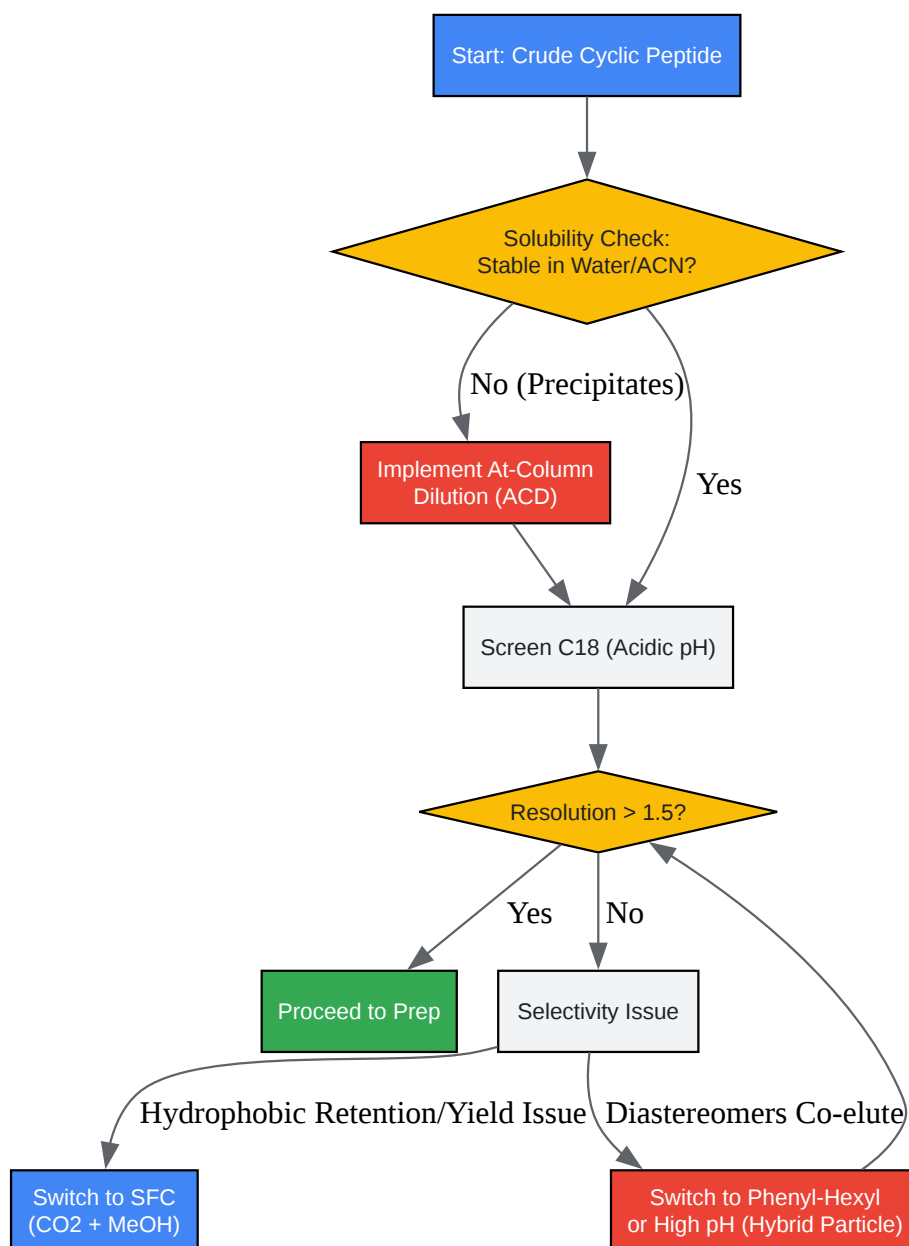 Start: Crude Cyclic Peptide
Solubility Check:
Stable in Water/ACN?
No (Precipitates)
Yes
Implement At-Column
Dilution (ACD)
Screen C18 (Acidic pH)
Resolution > 1.5?
Yes
No
Proceed to Prep
Selectivity Issue
Hydrophobic Retention/Yield Issue
Diastereomers Co-elute
Switch to SFC
(CO2 + MeOH)
Switch to Phenyl-Hexyl
or High pH (Hybrid Particle)